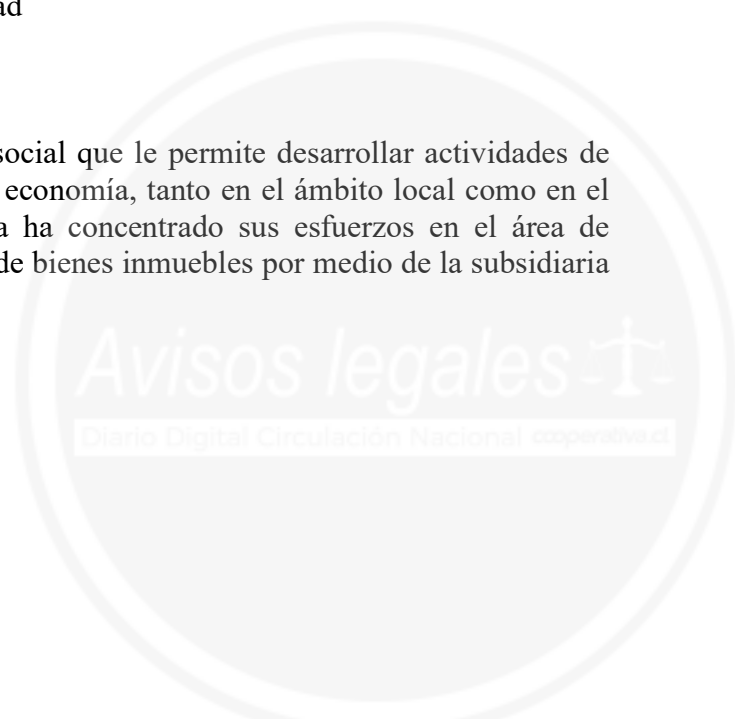 ad
social que le permite desarrollar actividades de
economía, tanto en el ámbito local como en el
a ha concentrado sus esfuerzos en el área de
de bienes inmuebles por medio de la subsidiaria
Avisos legales
Diario Digital Circulación Nacional cooperativa.cl